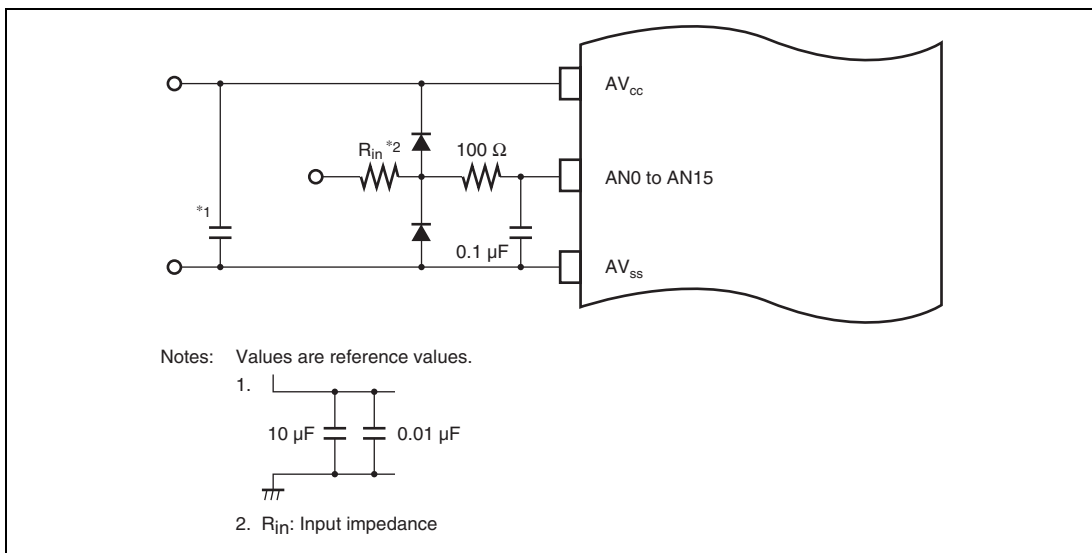 AVcc
Rin *2
100 Ω
AN0 to AN15
*1
0.1 µF
AVss
Notes: Values are reference values.
1.
10 µF
0.01 µF
2. Rin: Input impedance